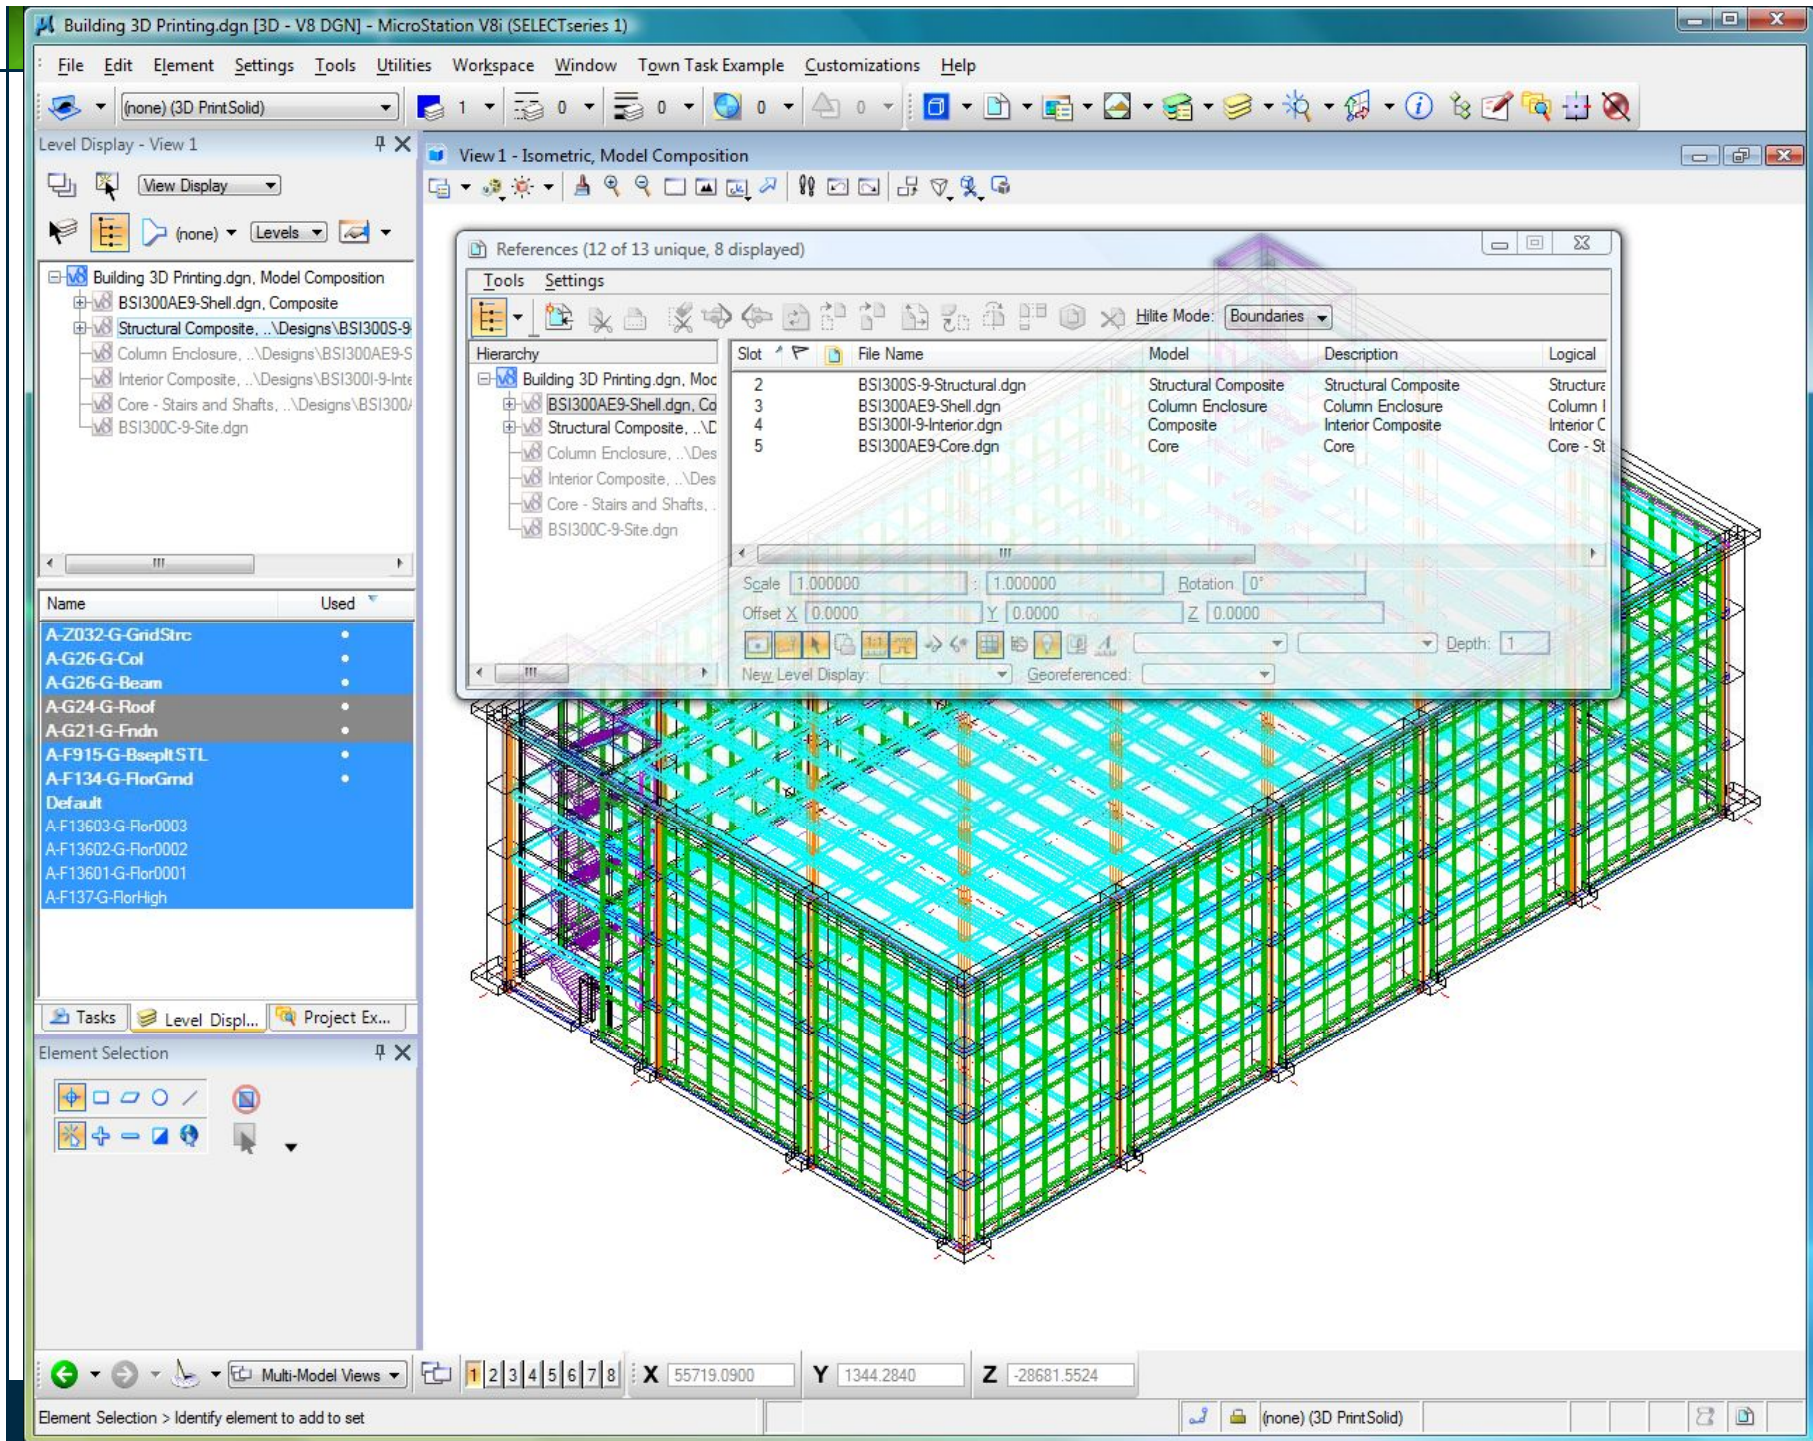 Building 3D Printing.dgn [3D - V8 DGN] - MicroStation V8i (SELECTseries 1)
File Edit Element Settings Tools Utilities Workspace Window Town Task Example Customizations Help
(none) (3D PrintSolid) 1 0 0 0 0
Level Display - View 1
View Display
(none) Levels
Building 3D Printing.dgn, Model Composition
BSI300AE9-Shell.dgn, Composite
Structural Composite, ..\Designs\BSI300S-9
Column Enclosure, ..\Designs\BSI300AE9-S
Interior Composite, ..\Designs\BSI300I-9-Inte
Core - Stairs and Shafts, ..\Designs\BSI300A
BSI300C-9-Site.dgn
Name Used
A-Z032-G-GridStrc
A-G26-G-Col
A-G26-G-Beam
A-G24-G-Roof
A-G21-G-Fndn
A-F915-G-BsepltSTL
A-F134-G-FlorGrnd
Default
A-F13603-G-Flor0003
A-F13602-G-Flor0002
A-F13601-G-Flor0001
A-F137-G-FlorHigh
Tasks Level Displ... Project Ex...
Element Selection
View 1 - Isometric, Model Composition
References (12 of 13 unique, 8 displayed)
Tools Settings
Hilite Mode: Boundaries
Hierarchy
Building 3D Printing.dgn, Moc
BSI300AE9-Shell.dgn, Co
Structural Composite, ..\D
Column Enclosure, ..\Des
Interior Composite, ..\Des
Core - Stairs and Shafts, .
BSI300C-9-Site.dgn
Slot File Name Model Description Logical
2 BSI300S-9-Structural.dgn Structural Composite Structural Composite Structura
3 BSI300AE9-Shell.dgn Column Enclosure Column Enclosure Column I
4 BSI300I-9-Interior.dgn Composite Interior Composite Interior C
5 BSI300AE9-Core.dgn Core Core Core - St
Scale 1.000000 : 1.000000 Rotation 0°
Offset X 0.0000 Y 0.0000 Z 0.0000
Depth: 1
New Level Display: Georeferenced:
Multi-Model Views 1 2 3 4 5 6 7 8 X 55719.0900 Y 1344.2840 Z -28681.5524
Element Selection > Identify element to add to set (none) (3D PrintSolid)